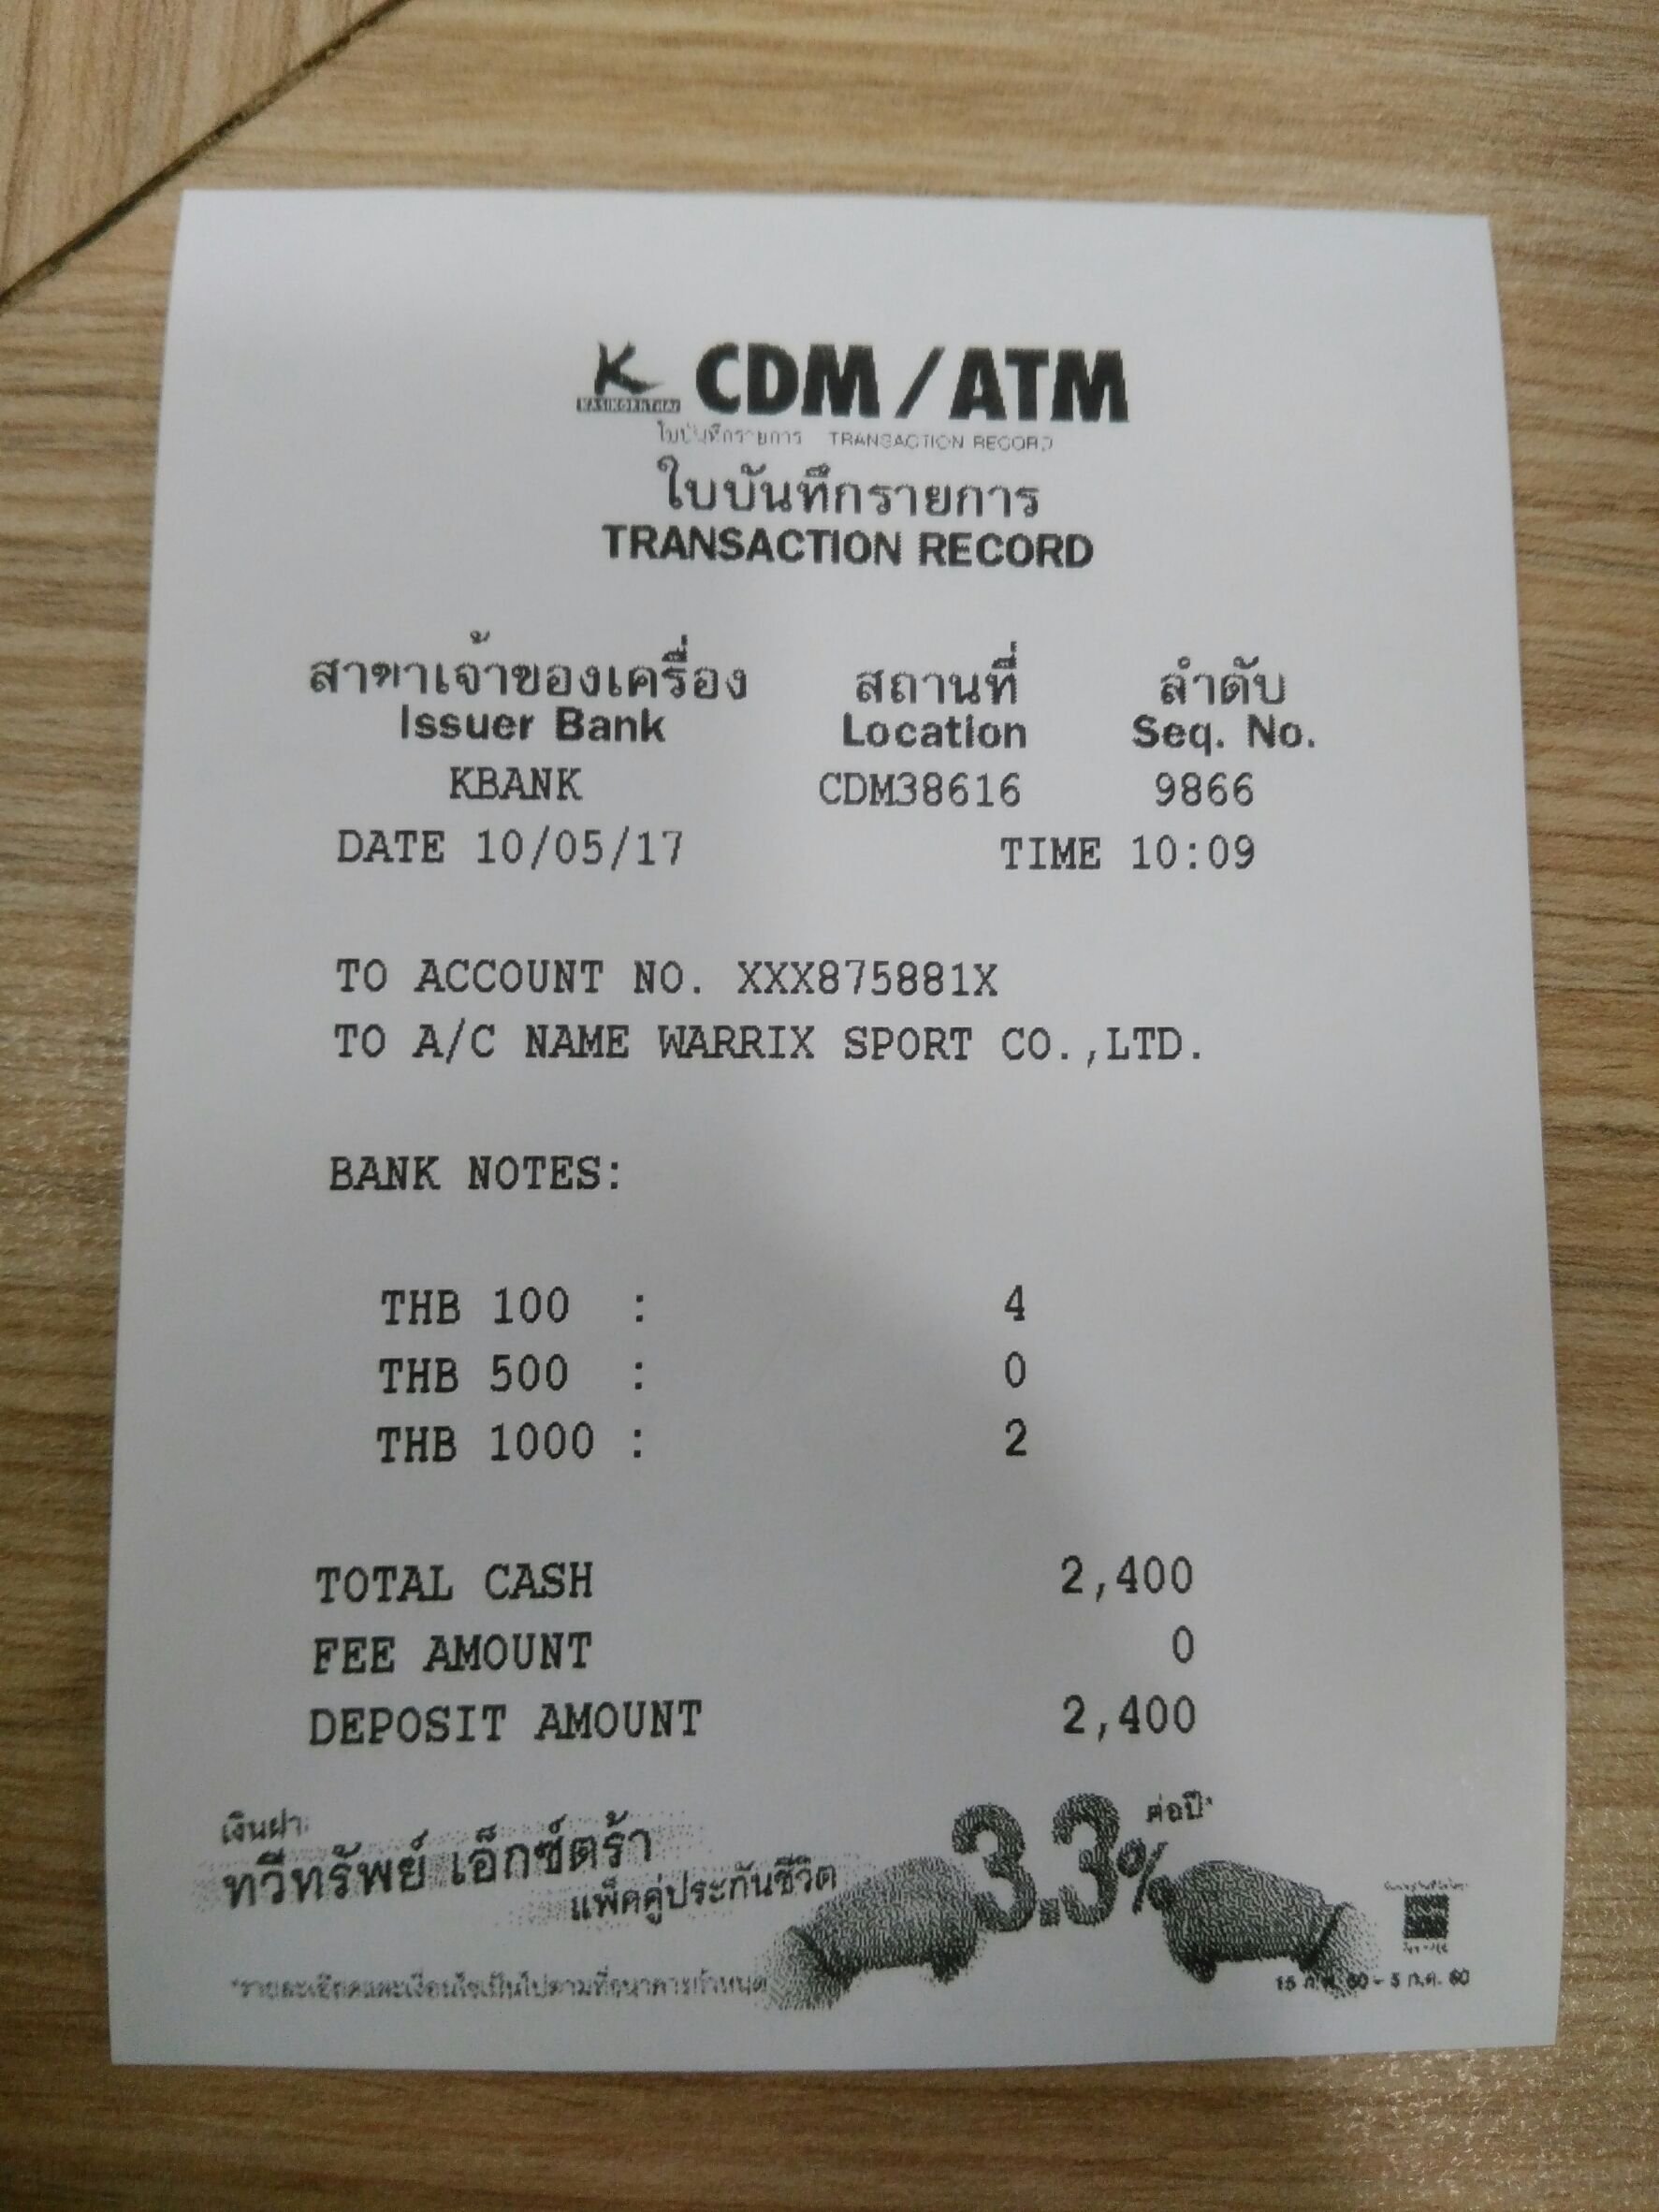 K CDM/ATM
KASIKORNTHAI
ใบบันทึกรายการ TRANSACTION RECORD
ใบบันทึกรายการ
TRANSACTION RECORD
สาขาเจ้าของเครื่อง สถานที่ ลำดับ
Issuer Bank Location Seq. No.
KBANK CDM38616 9866
DATE 10/05/17 TIME 10:09
TO ACCOUNT NO. XXX875881X
TO A/C NAME WARRIX SPORT CO.,LTD.
BANK NOTES:
THB 100 : 4
THB 500 : 0
THB 1000 : 2
TOTAL CASH 2,400
FEE AMOUNT 0
DEPOSIT AMOUNT 2,400
เงินฝาก
ทวีทรัพย์ เอ็กซ์ตร้า
แพ็คคู่ประกันชีวิต
3.3% ต่อปี*
*รายละเอียดและเงื่อนไขเป็นไปตามที่ธนาคารกำหนด
60 - 5 ก.ค. 60